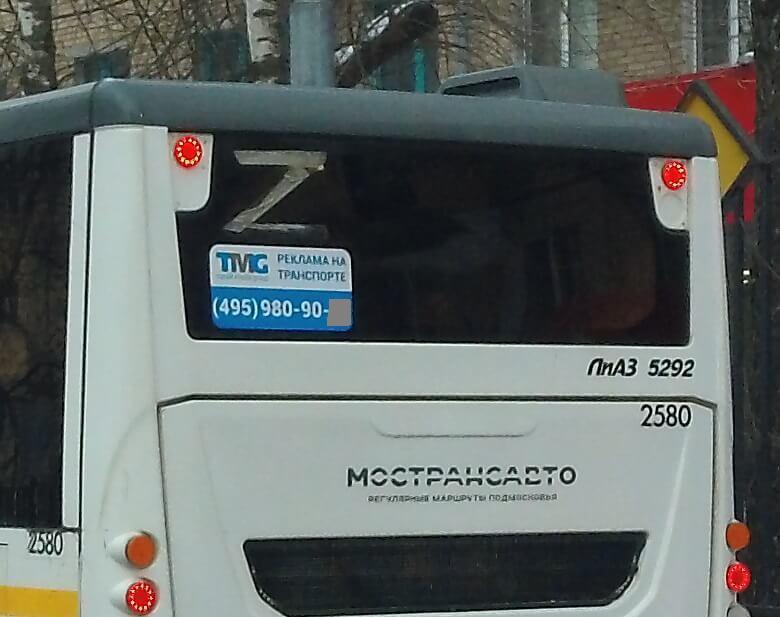 Z
TMG
РЕКЛАМА НА
ТРАНСПОРТЕ
(495) 980-90-
ЛиАЗ 5292
2580
МОСТРАНСАВТО
РЕГУЛЯРНЫЕ МАРШРУТЫ ПОДМОСКОВЬЯ
2580